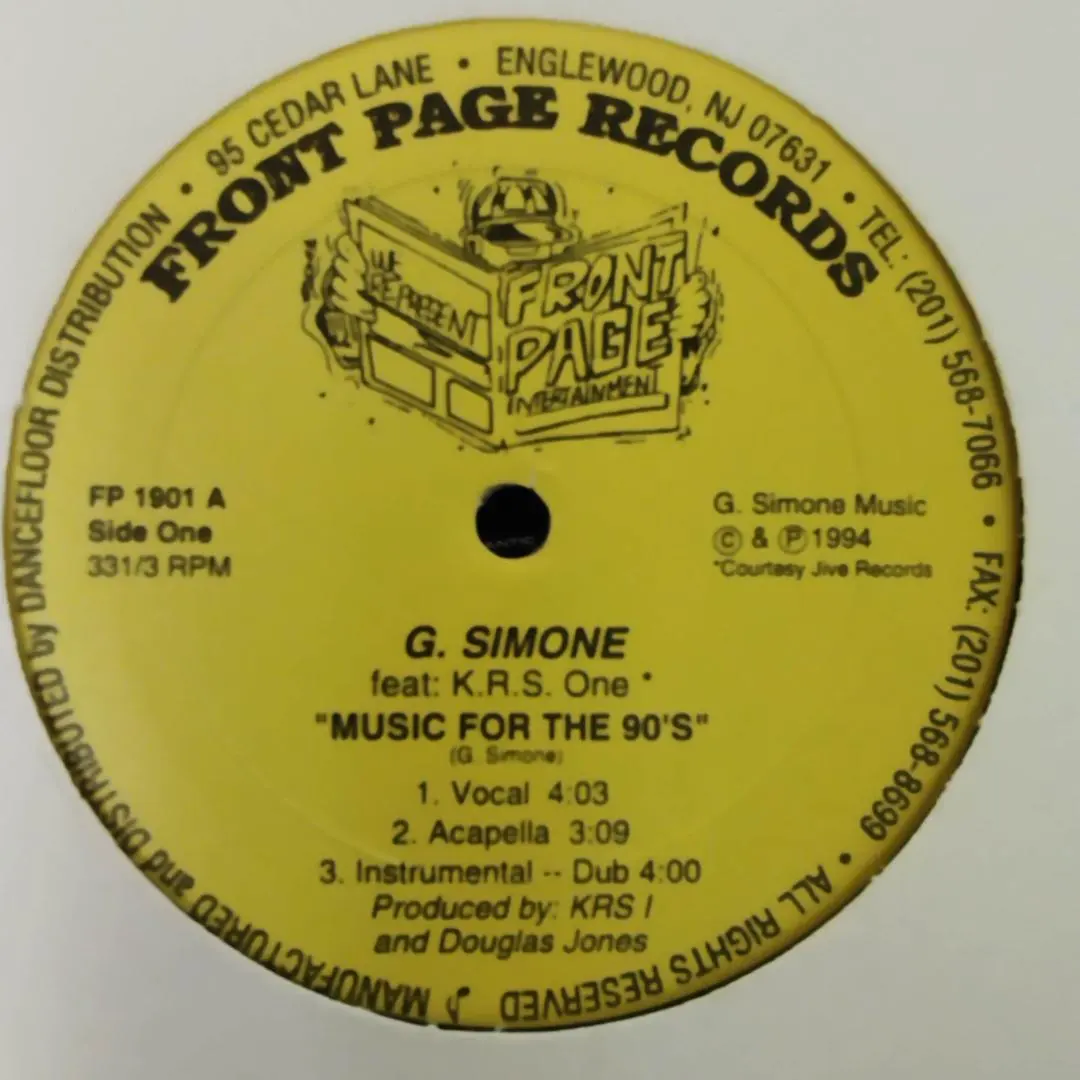 MANUFACTURED and DISTRIBUTED by DANCEFLOOR DISTRIBUTION • 95 CEDAR LANE • ENGLEWOOD, NJ 07631 • TEL: (201) 568-7066 • FAX: (201) 568-8699 • ALL RIGHTS RESERVED ♪
FRONT PAGE RECORDS
WE
REPRESENT
FRONT
PAGE
ENTERTAINMENT
FP 1901 A
Side One
331/3 RPM
G. Simone Music
© & ℗ 1994
*Courtesy Jive Records
G. SIMONE
feat: K.R.S. One *
"MUSIC FOR THE 90'S"
(G. Simone)
1. Vocal 4:03
2. Acapella 3:09
3. Instrumental -- Dub 4:00
Produced by: KRS I
and Douglas Jones